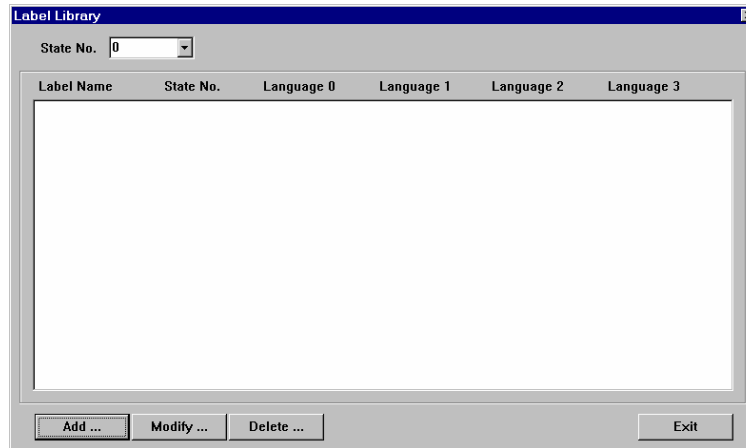 Label Library
State No. 0
Label Name State No. Language 0 Language 1 Language 2 Language 3
Add ... Modify ... Delete ... Exit